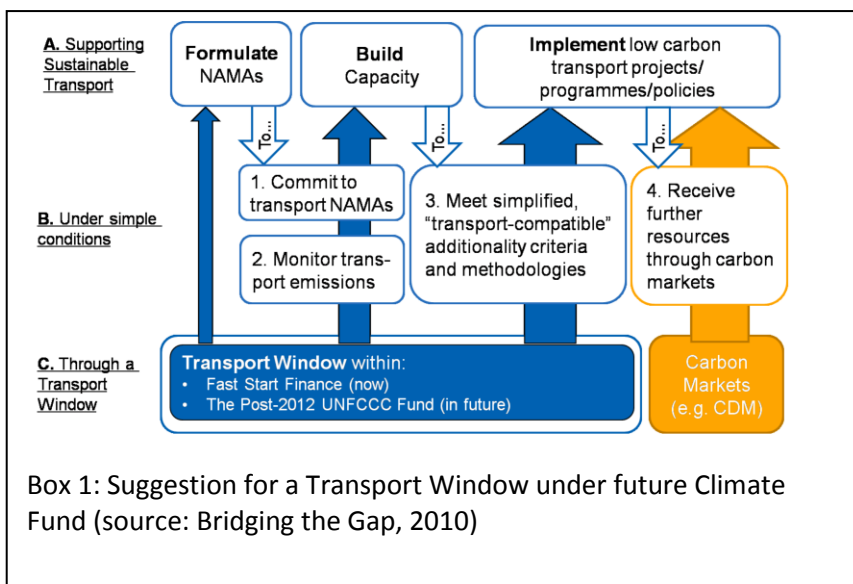 A. Supporting
Sustainable
Transport
Formulate
NAMAs
Build
Capacity
Implement low carbon
transport projects/
programmes/policies
To...
To...
To...
B. Under simple
conditions
1. Commit to
transport NAMAs
2. Monitor trans-
port emissions
3. Meet simplified,
"transport-compatible"
additionality criteria
and methodologies
4. Receive
further
resources
through carbon
markets
C. Through a
Transport
Window
Transport Window within:
• Fast Start Finance (now)
• The Post-2012 UNFCCC Fund (in future)
Carbon
Markets
(e.g. CDM)
Box 1: Suggestion for a Transport Window under future Climate
Fund (source: Bridging the Gap, 2010)